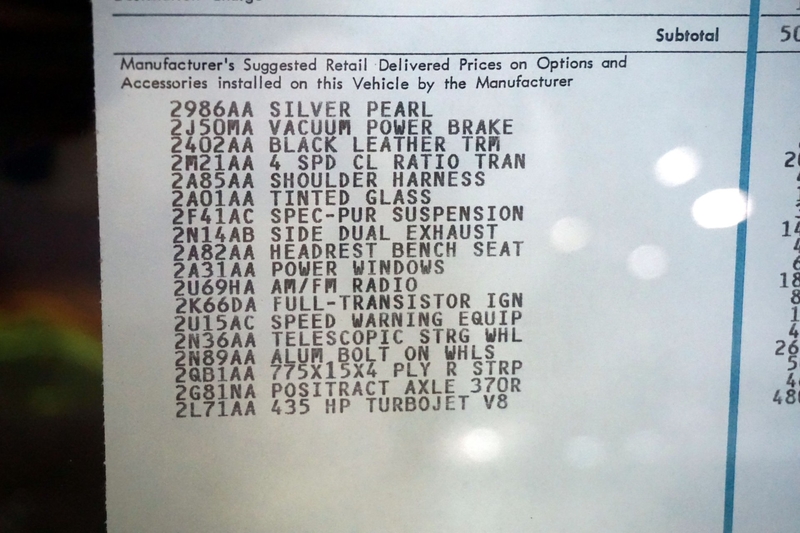 Subtotal 50
Manufacturer's Suggested Retail Delivered Prices on Options and
Accessories installed on this Vehicle by the Manufacturer
2986AA SILVER PEARL
2J50MA VACUUM POWER BRAKE
2402AA BLACK LEATHER TRM
2M21AA 4 SPD CL RATIO TRAN
2A85AA SHOULDER HARNESS
2A01AA TINTED GLASS
2F41AC SPEC-PUR SUSPENSION
2N14AB SIDE DUAL EXHAUST
2A82AA HEADREST BENCH SEAT
2A31AA POWER WINDOWS
2U69HA AM/FM RADIO
2K66DA FULL-TRANSISTOR IGN
2U15AC SPEED WARNING EQUIP
2N36AA TELESCOPIC STRG WHL
2N89AA ALUM BOLT ON WHLS
2QB1AA 775X15X4 PLY R STRP
2G81NA POSITRACT AXLE 370R
2L71AA 435 HP TURBOJET V8